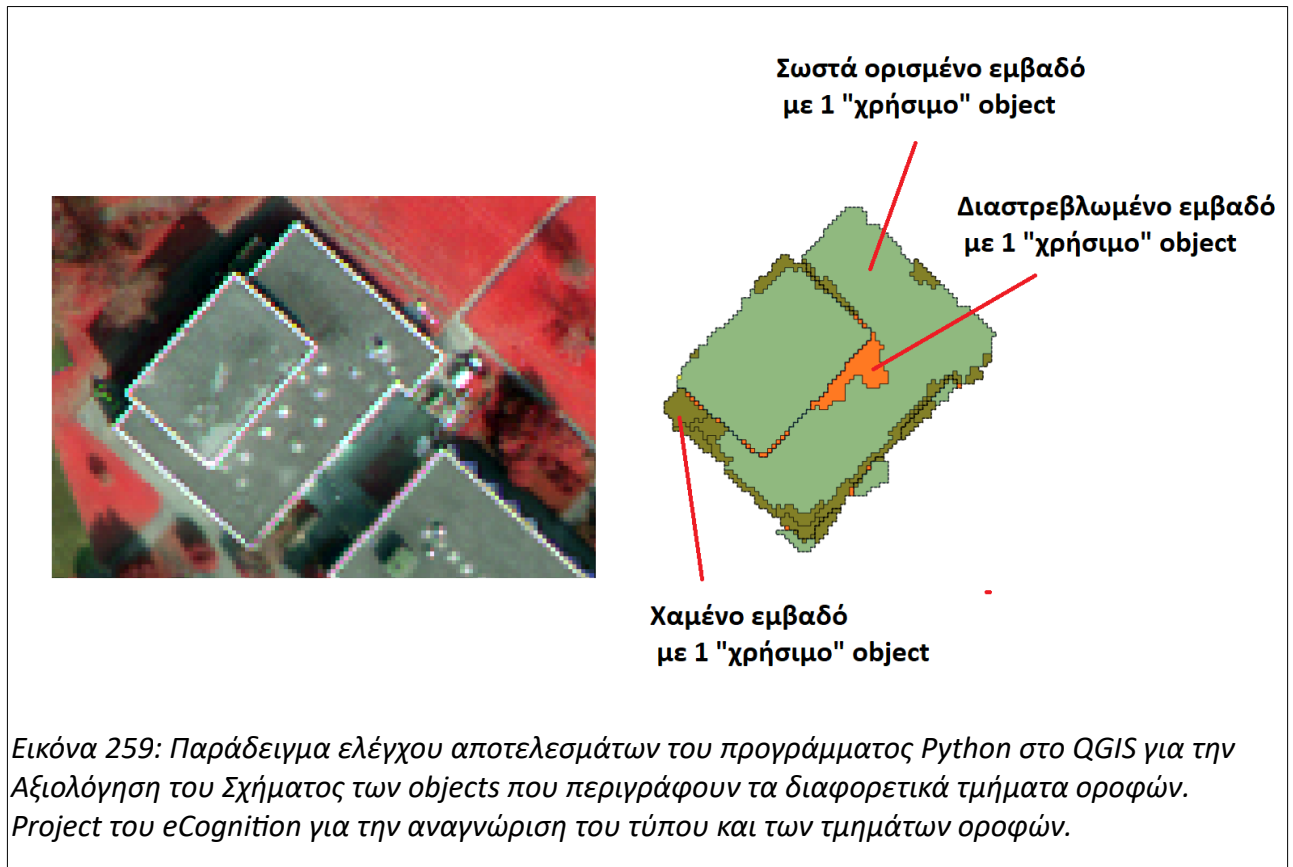 Σωστά ορισμένο εμβαδό
με 1 "χρήσιμο" object
Διαστρεβλωμένο εμβαδό
με 1 "χρήσιμο" object
Χαμένο εμβαδό
με 1 "χρήσιμο" object
Εικόνα 259: Παράδειγμα ελέγχου αποτελεσμάτων του προγράμματος Python στο QGIS για την
Αξιολόγηση του Σχήματος των objects που περιγράφουν τα διαφορετικά τμήματα οροφών.
Project του eCognition για την αναγνώριση του τύπου και των τμημάτων οροφών.